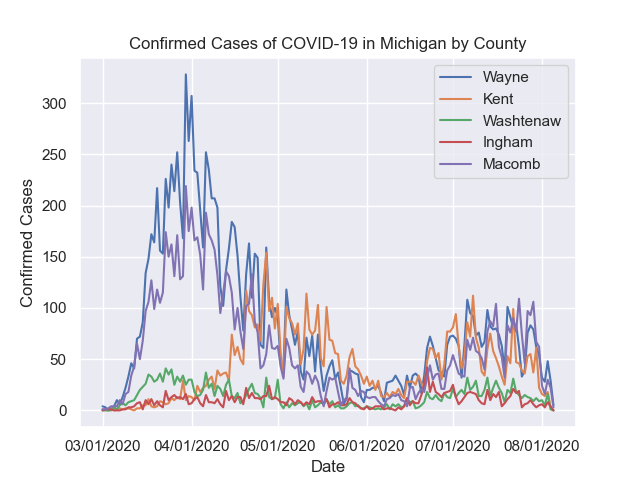 Confirmed Cases of COVID-19 in Michigan by County
Wayne
Kent
Washtenaw
Ingham
Macomb
Confirmed Cases
300
250
200
150
100
50
0
03/01/2020 04/01/2020 05/01/2020 06/01/2020 07/01/2020 08/01/2020
Date